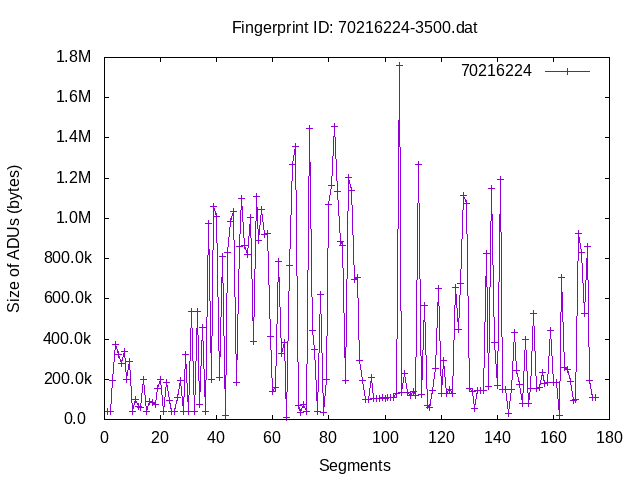 Fingerprint ID: 70216224-3500.dat
70216224
1.8M
1.6M
1.4M
1.2M
1.0M
800.0k
600.0k
400.0k
200.0k
0.0
Size of ADUs (bytes)
0 20 40 60 80 100 120 140 160 180
Segments